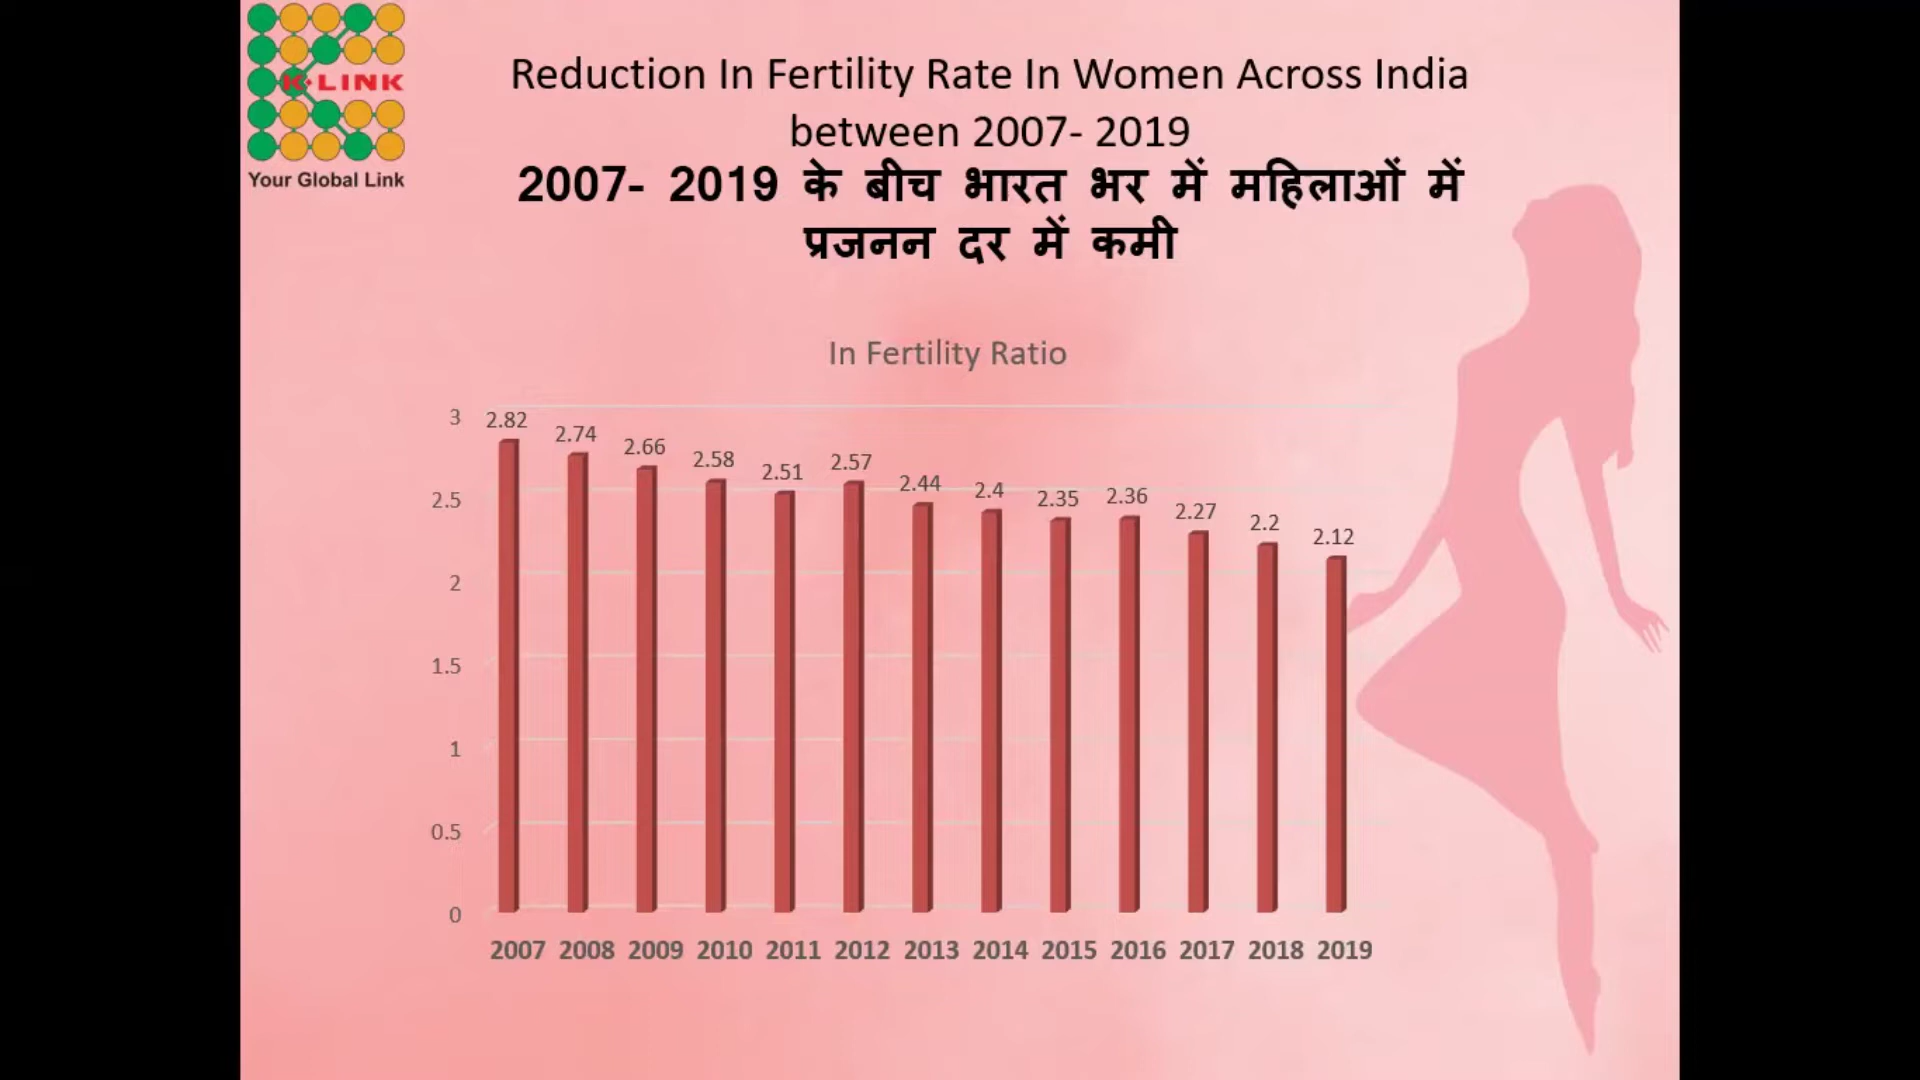 K-LINK
Your Global Link
Reduction In Fertility Rate In Women Across India
between 2007- 2019
2007- 2019 के बीच भारत भर में महिलाओं में
प्रजनन दर में कमी
In Fertility Ratio
3
2.5
2
1.5
1
0.5
0
2.82 2.74 2.66 2.58 2.51 2.57 2.44 2.4 2.35 2.36 2.27 2.2 2.12
2007 2008 2009 2010 2011 2012 2013 2014 2015 2016 2017 2018 2019